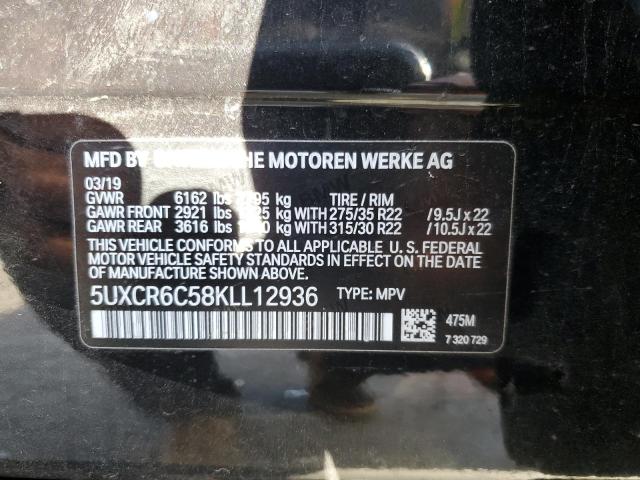 MFD BY MOTOREN WERKE AG
03/19
GVWR 6162 lbs kg TIRE / RIM
GAWR FRONT 2921 lbs kg WITH 275/35 R22 / 9.5J x 22
GAWR REAR 3616 lbs kg WITH 315/30 R22 / 10.5J x 22
THIS VEHICLE CONFORMS TO ALL APPLICABLE U. S. FEDERAL
MOTOR VEHICLE SAFETY STANDARDS IN EFFECT ON THE
DATE OF MANUFACTURE SHOWN ABOVE.
5UXCR6C58KLL12936 TYPE: MPV
475M
7 320 729